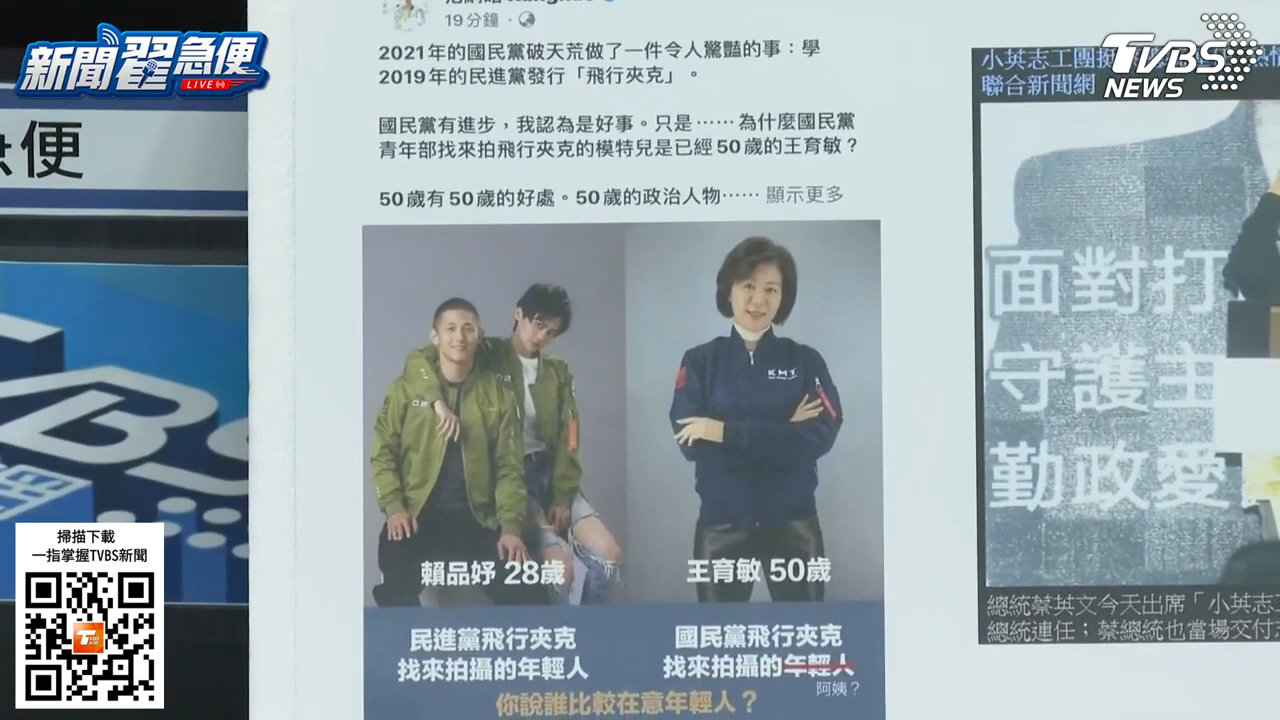 新聞翟急便
LIVE
TVBS
NEWS
便
19分鐘
2021年的國民黨破天荒做了一件令人驚豔的事：學
2019年的民進黨發行「飛行夾克」。
國民黨有進步，我認為是好事。只是……為什麼國民黨
青年部找來拍飛行夾克的模特兒是已經50歲的王育敏？
50歲有50歲的好處。50歲的政治人物…… 顯示更多
KMT
賴品妤 28歲
王育敏 50歲
民進黨飛行夾克
找來拍攝的年輕人
國民黨飛行夾克
找來拍攝的年輕人
阿姨？
你說誰比較在意年輕人？
小英志工團挺
聯合新聞網
面對打
守護主
勤政愛
總統蔡英文今天出席「小英志
總統連任；蔡總統也當場交付
掃描下載
一指掌握TVBS新聞